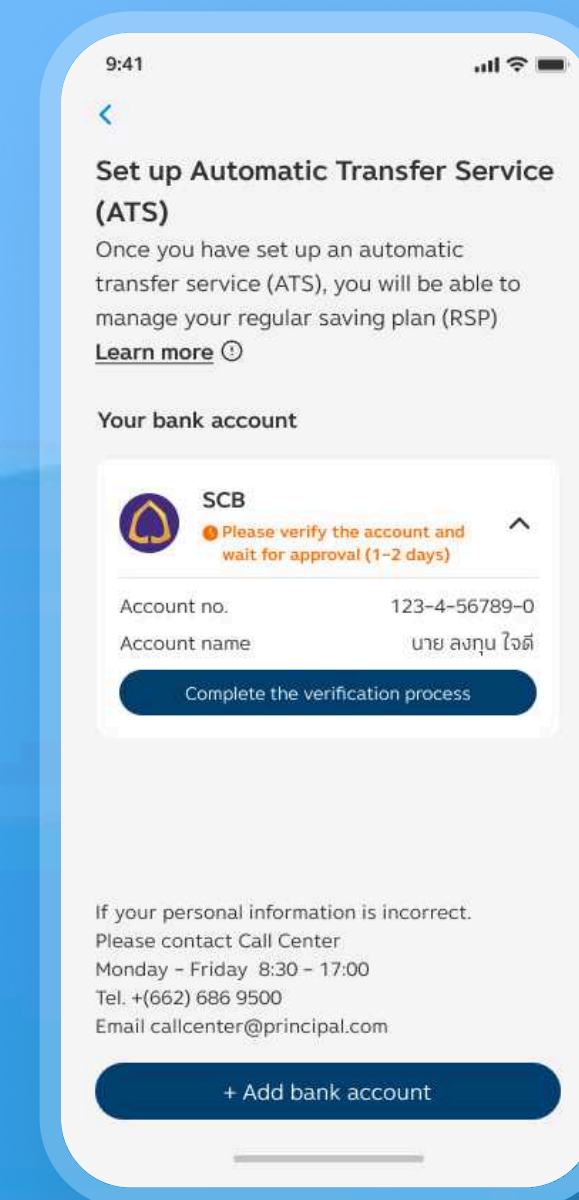 9:41
Set up Automatic Transfer Service
(ATS)
Once you have set up an automatic
transfer service (ATS), you will be able to
manage your regular saving plan (RSP)
Learn more
Your bank account
SCB
Please verify the account and
wait for approval (1-2 days)
Account no. 123-4-56789-0
Account name นาย ลงทุน ใจดี
Complete the verification process
If your personal information is incorrect.
Please contact Call Center
Monday - Friday 8:30 - 17:00
Tel. +(662) 686 9500
Email callcenter@principal.com
+ Add bank account